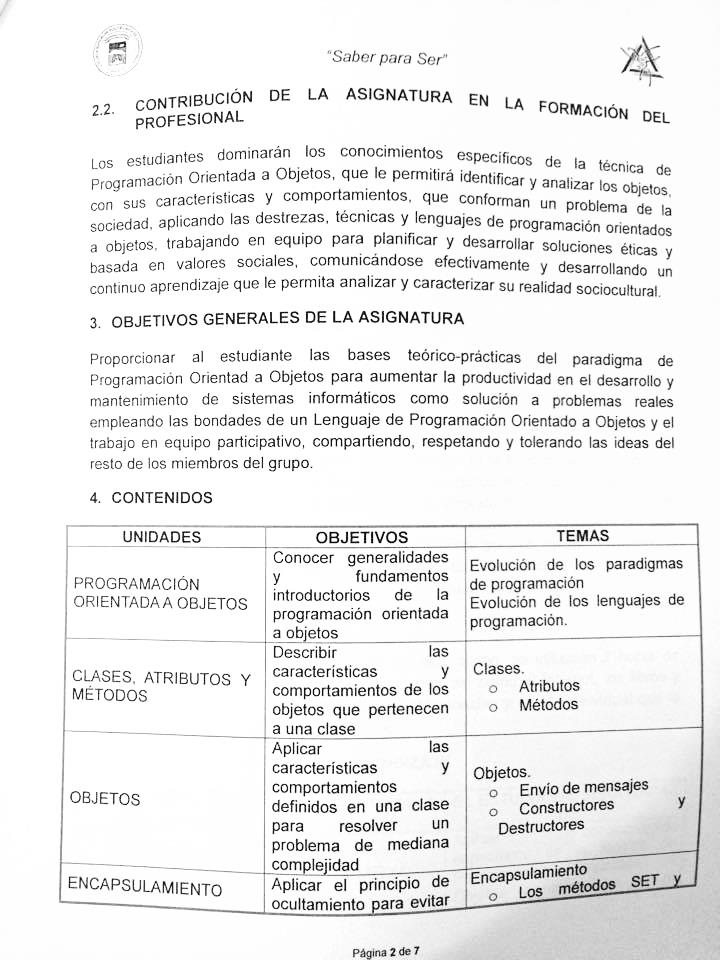 "Saber para Ser"
2.2. CONTRIBUCIÓN DE LA ASIGNATURA EN LA FORMACIÓN DEL
PROFESIONAL
Los estudiantes dominarán los conocimientos específicos de la técnica de
Programación Orientada a Objetos, que le permitirá identificar y analizar los objetos,
con sus características y comportamientos, que conforman un problema de la
sociedad, aplicando las destrezas, técnicas y lenguajes de programación orientados
a objetos, trabajando en equipo para planificar y desarrollar soluciones éticas y
basada en valores sociales, comunicándose efectivamente y desarrollando un
continuo aprendizaje que le permita analizar y caracterizar su realidad sociocultural.
3. OBJETIVOS GENERALES DE LA ASIGNATURA
Proporcionar al estudiante las bases teórico-prácticas del paradigma de
Programación Orientad a Objetos para aumentar la productividad en el desarrollo y
mantenimiento de sistemas informáticos como solución a problemas reales
empleando las bondades de un Lenguaje de Programación Orientado a Objetos y el
trabajo en equipo participativo, compartiendo, respetando y tolerando las ideas del
resto de los miembros del grupo.
4. CONTENIDOS
UNIDADES
OBJETIVOS
TEMAS
PROGRAMACIÓN
ORIENTADA A OBJETOS
Conocer generalidades
y fundamentos
introductorios de la
programación orientada
a objetos
Evolución de los paradigmas
de programación
Evolución de los lenguajes de
programación.
CLASES, ATRIBUTOS Y
MÉTODOS
Describir las
características y
comportamientos de los
objetos que pertenecen
a una clase
Clases.
o Atributos
o Métodos
OBJETOS
Aplicar las
características y
comportamientos
definidos en una clase
para resolver un
problema de mediana
complejidad
Objetos.
o Envío de mensajes
o Constructores y
Destructores
ENCAPSULAMIENTO
Aplicar el principio de
ocultamiento para evitar
Encapsulamiento
o Los métodos SET y
Página 2 de 7